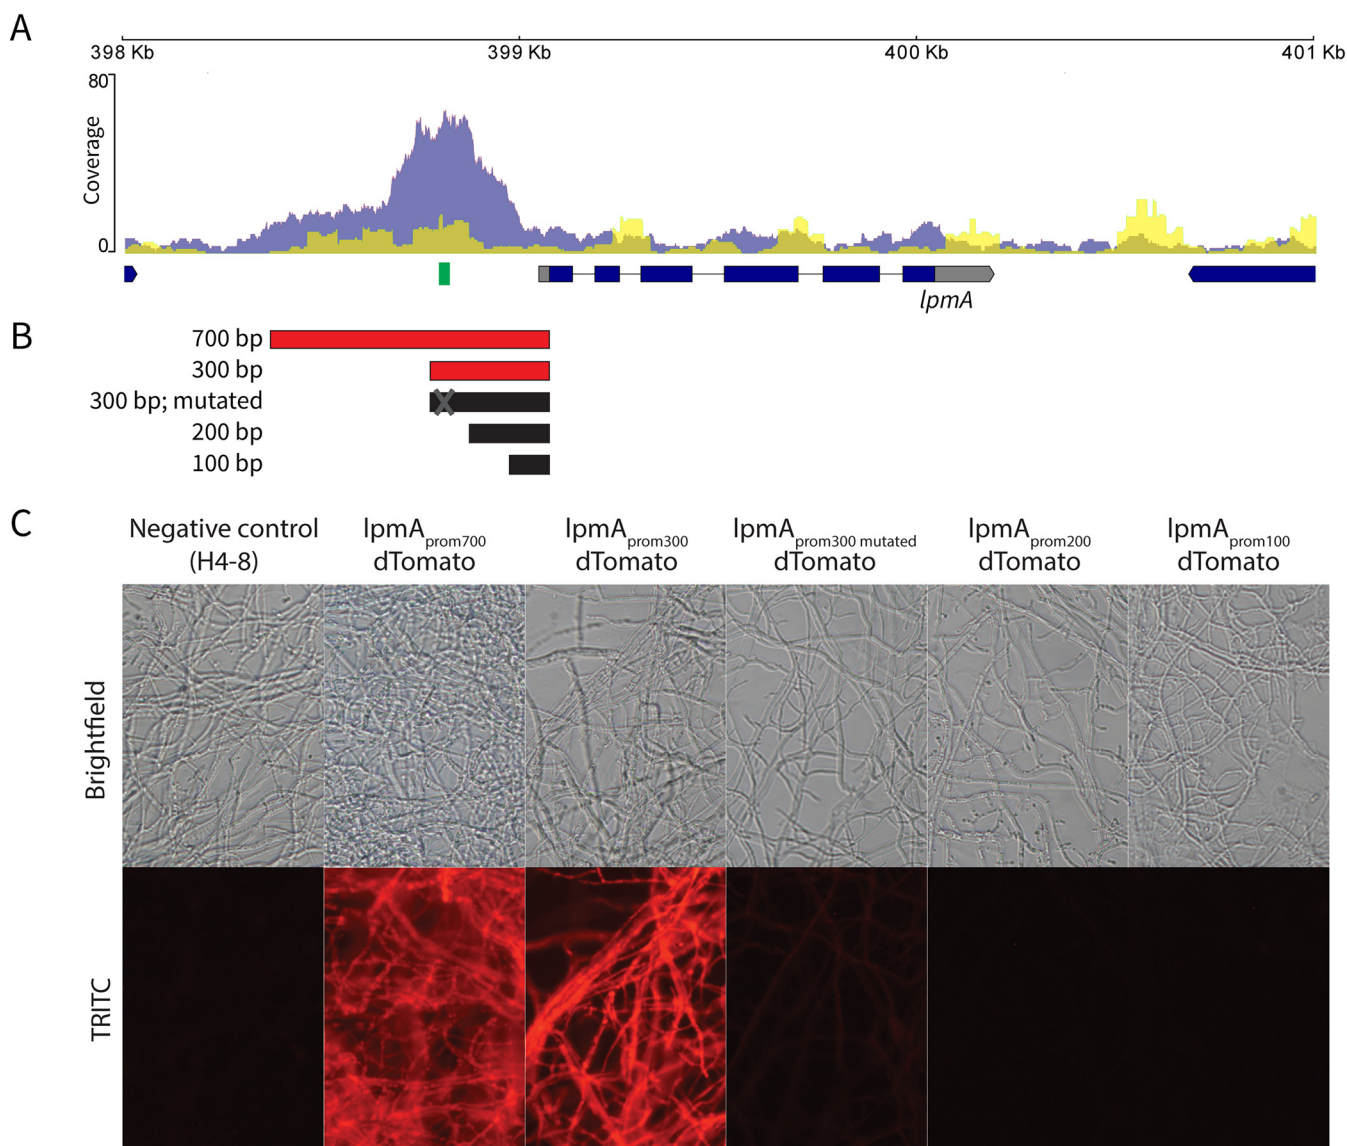 A
398 Kb 399 Kb 400 Kb 401 Kb
80
Coverage
0
lpmA
B
700 bp
300 bp
300 bp; mutated
200 bp
100 bp
C
Negative control (H4-8)
lpmAprom700 dTomato
lpmAprom300 dTomato
lpmAprom300 mutated dTomato
lpmAprom200 dTomato
lpmAprom100 dTomato
Brightfield
TRITC